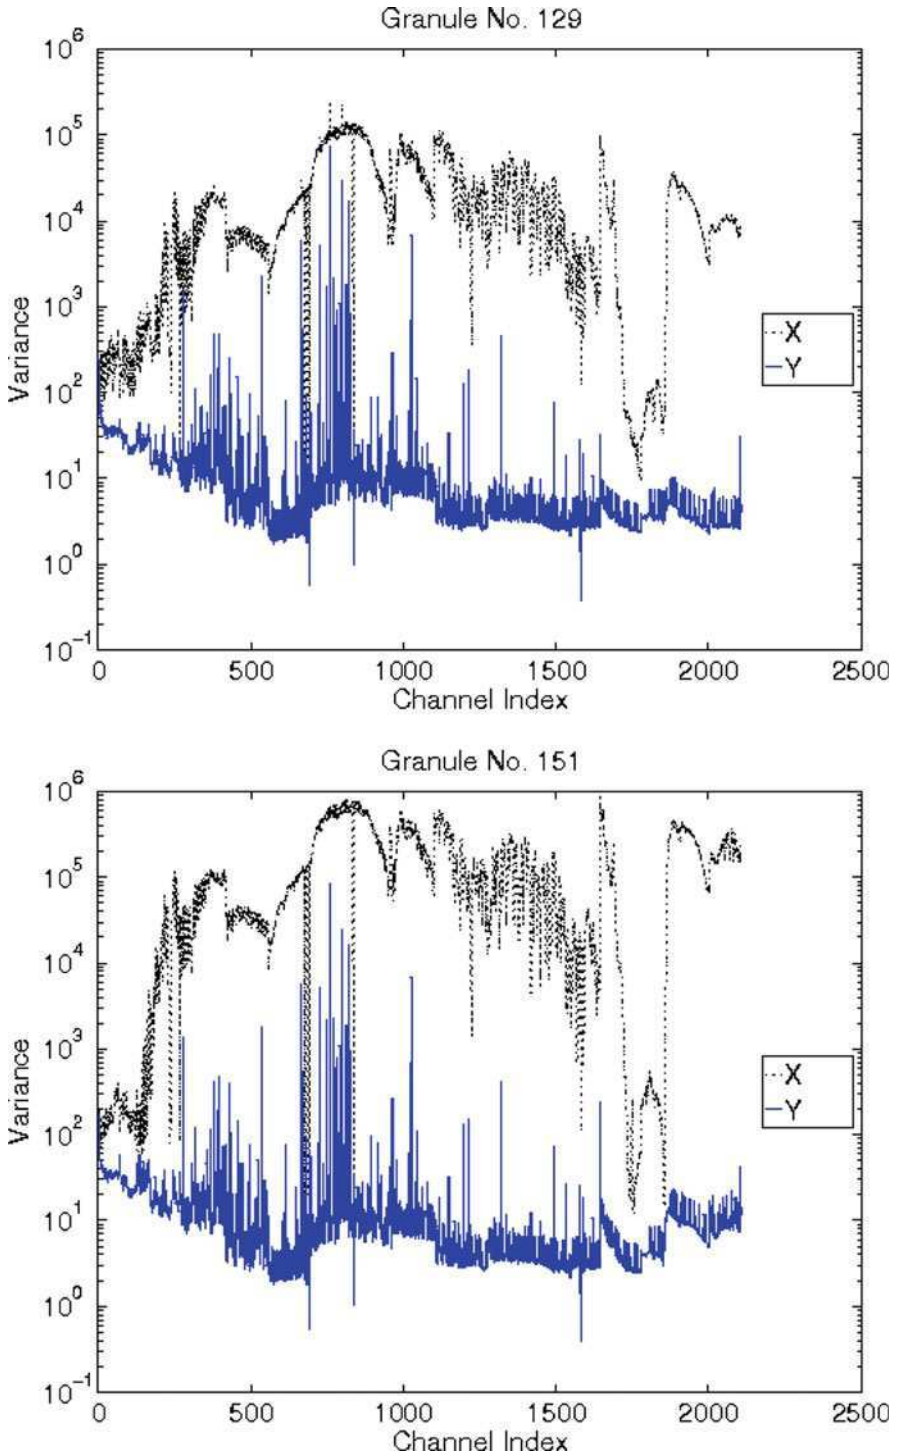 Granule No. 129
10^6
10^5
10^4
10^3
10^2
10^1
10^0
10^-1
Variance
X
Y
0 500 1000 1500 2000 2500
Channel Index
Granule No. 151
10^6
10^5
10^4
10^3
10^2
10^1
10^0
10^-1
Variance
X
Y
0 500 1000 1500 2000 2500
Channel Index